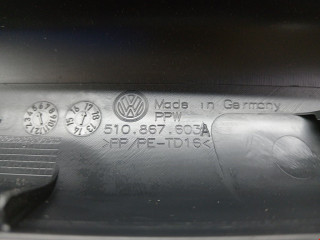 Made in Germany
PPW
510.867.603A
>PP/PE-TD16<